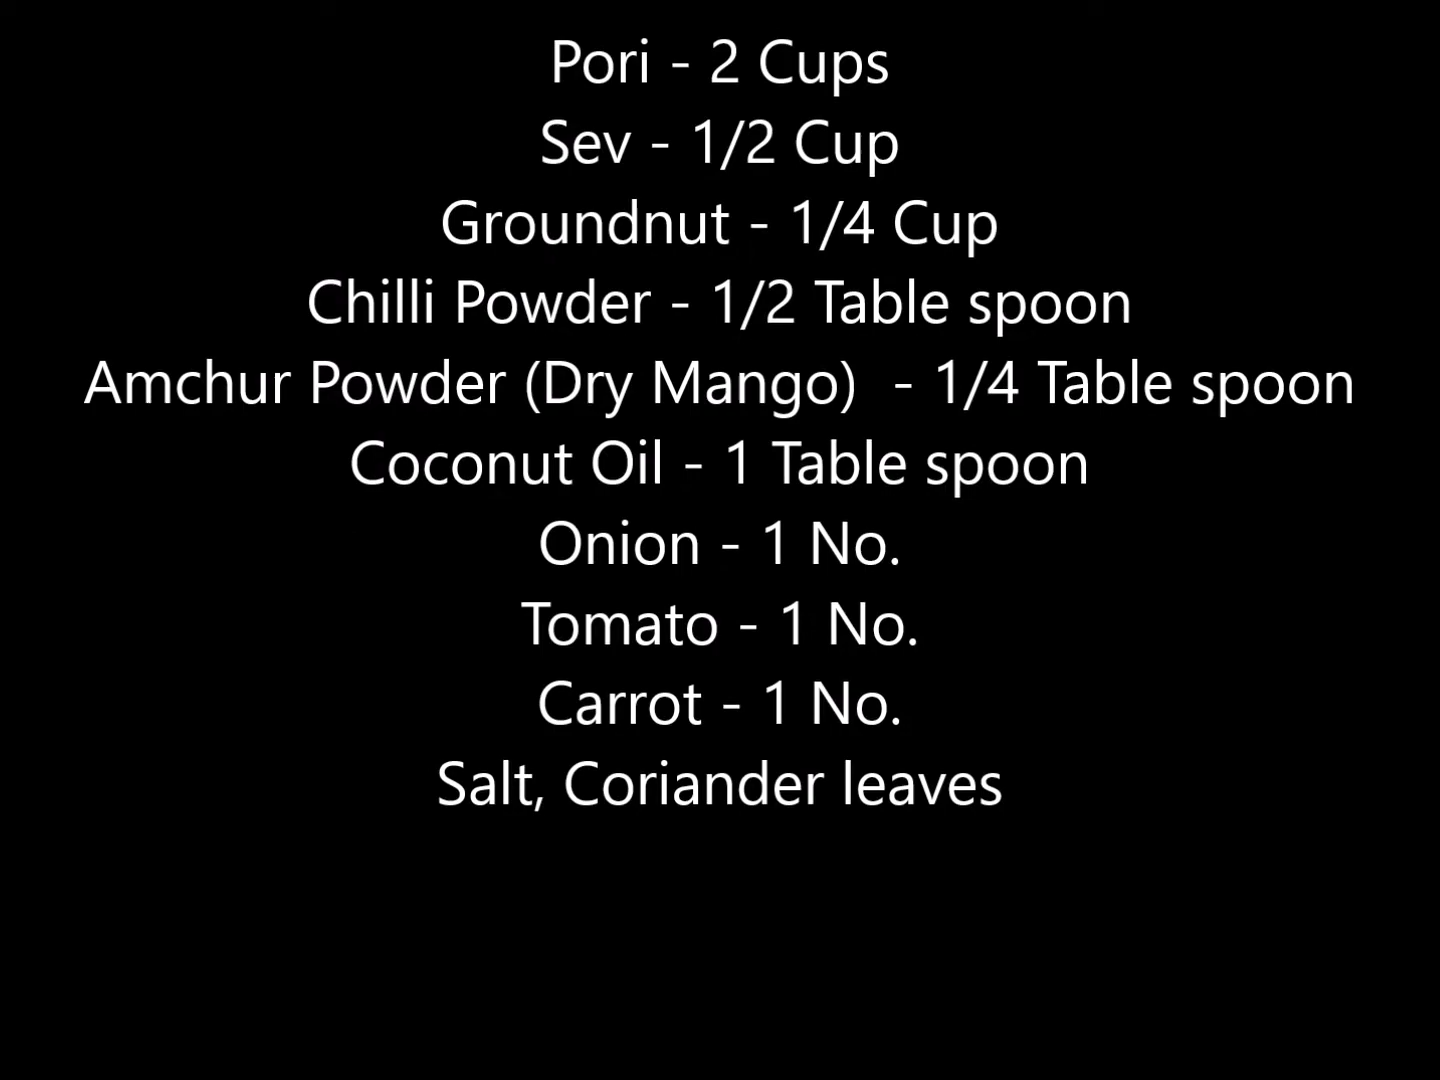 Pori - 2 Cups
Sev - 1/2 Cup
Groundnut - 1/4 Cup
Chilli Powder - 1/2 Table spoon
Amchur Powder (Dry Mango)  - 1/4 Table spoon
Coconut Oil - 1 Table spoon
Onion - 1 No.
Tomato - 1 No.
Carrot - 1 No.
Salt, Coriander leaves